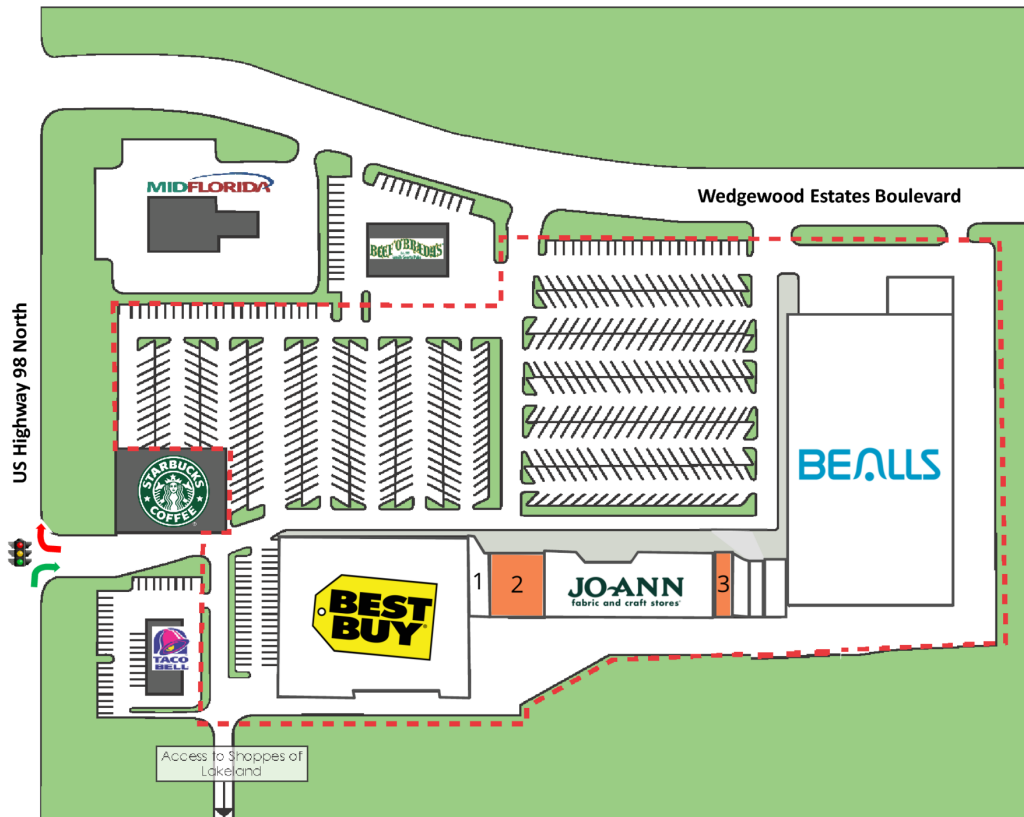 Wedgewood Estates Boulevard
MIDFLORIDA
BEEF'O'BRADY'S
US Highway 98 North
STARBUCKS
COFFEE
BEALLS
BEST
BUY
1
2
JO-ANN
fabric and craft stores
3
TACO
BELL
Access to Shoppes of
Lakeland